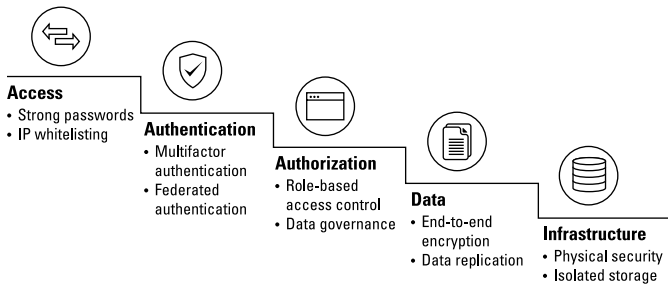 Access
• Strong passwords
• IP whitelisting
Authentication
• Multifactor
authentication
• Federated
authentication
Authorization
• Role-based
access control
• Data governance
Data
• End-to-end
encryption
• Data replication
Infrastructure
• Physical security
• Isolated storage